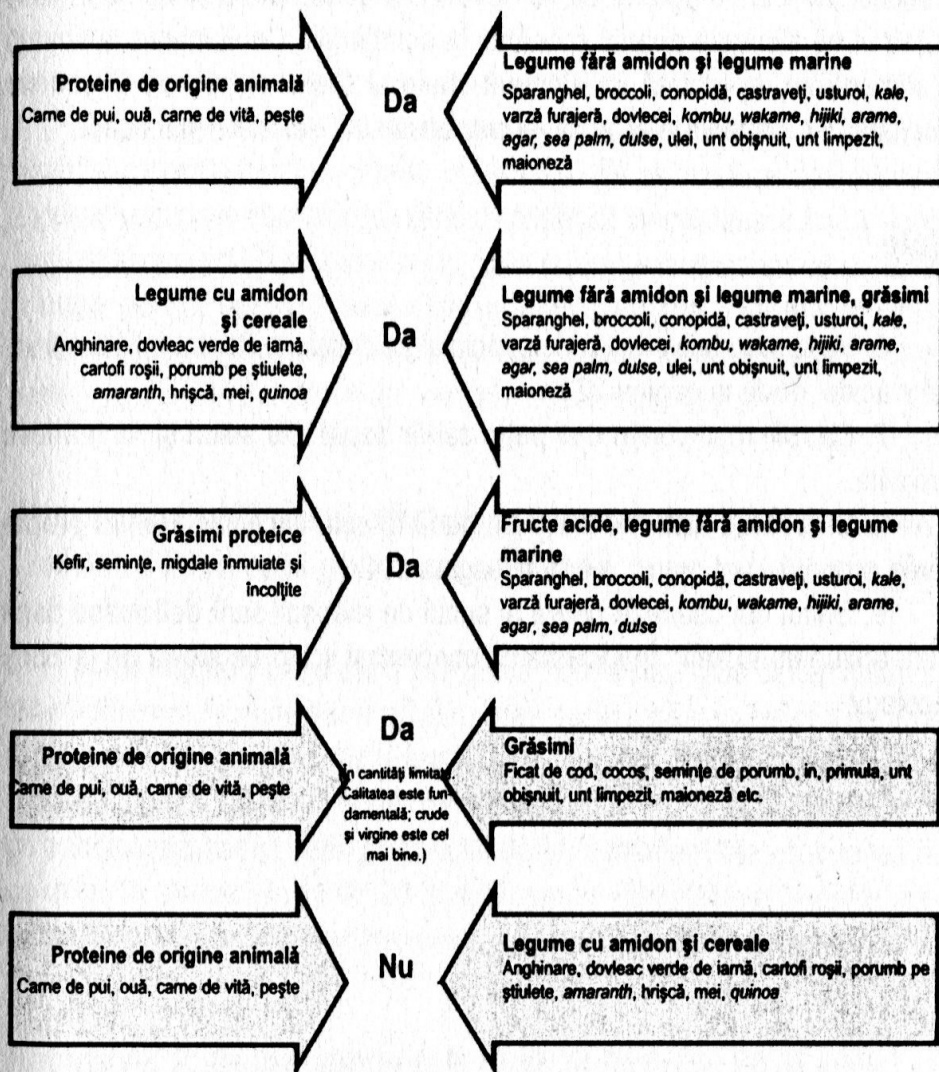 Proteine de origine animală
Carne de pui, ouă, carne de vită, pește
Da
Legume fără amidon și legume marine
Sparanghel, broccoli, conopidă, castraveți, usturoi, kale,
varză furajeră, dovlecei, kombu, wakame, hijiki, arame,
agar, sea palm, dulse, ulei, unt obișnuit, unt limpezit,
maioneză
Legume cu amidon
și cereale
Anghinare, dovleac verde de iarnă,
cartofi roșii, porumb pe știulete,
amaranth, hrișcă, mei, quinoa
Da
Legume fără amidon și legume marine, grăsimi
Sparanghel, broccoli, conopidă, castraveți, usturoi, kale,
varză furajeră, dovlecei, kombu, wakame, hijiki, arame,
agar, sea palm, dulse, ulei, unt obișnuit, unt limpezit,
maioneză
Grăsimi proteice
Kefir, semințe, migdale înmuiate și
încolțite
Da
Fructe acide, legume fără amidon și legume
marine
Sparanghel, broccoli, conopidă, castraveți, usturoi, kale,
varză furajeră, dovlecei, kombu, wakame, hijiki, arame,
agar, sea palm, dulse
Proteine de origine animală
Carne de pui, ouă, carne de vită, pește
Da
În cantități limitate.
Calitatea este fun-
damentală; crude
și virgine este cel
mai bine.)
Grăsimi
Ficat de cod, cocos, semințe de porumb, in, primula, unt
obișnuit, unt limpezit, maioneză etc.
Proteine de origine animală
Carne de pui, ouă, carne de vită, pește
Nu
Legume cu amidon și cereale
Anghinare, dovleac verde de iarnă, cartofi roșii, porumb pe
știulete, amaranth, hrișcă, mei, quinoa